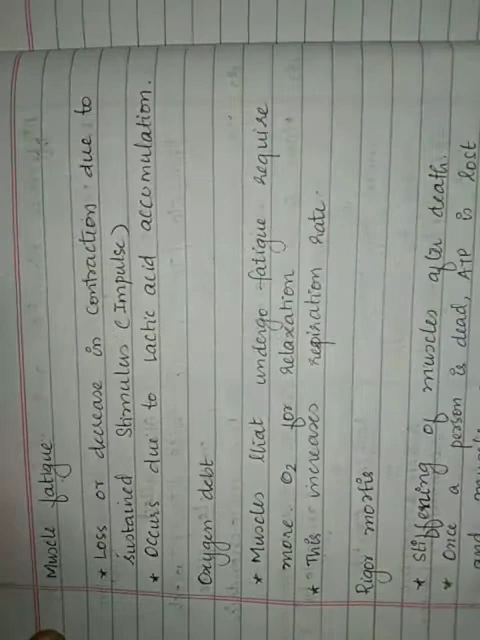 Muscle fatigue
* Loss or decrease in contraction due to
sustained stimulus (Impulse)
* Occurs due to lactic acid accomulation.
Oxygen debt
* Muscles that undergo fatigue require
more O2 for relaxation
* This increases respiration rate.
Rigor mortis
* Stiffening of muscles after death.
* Once a person is dead, ATP is lost
and